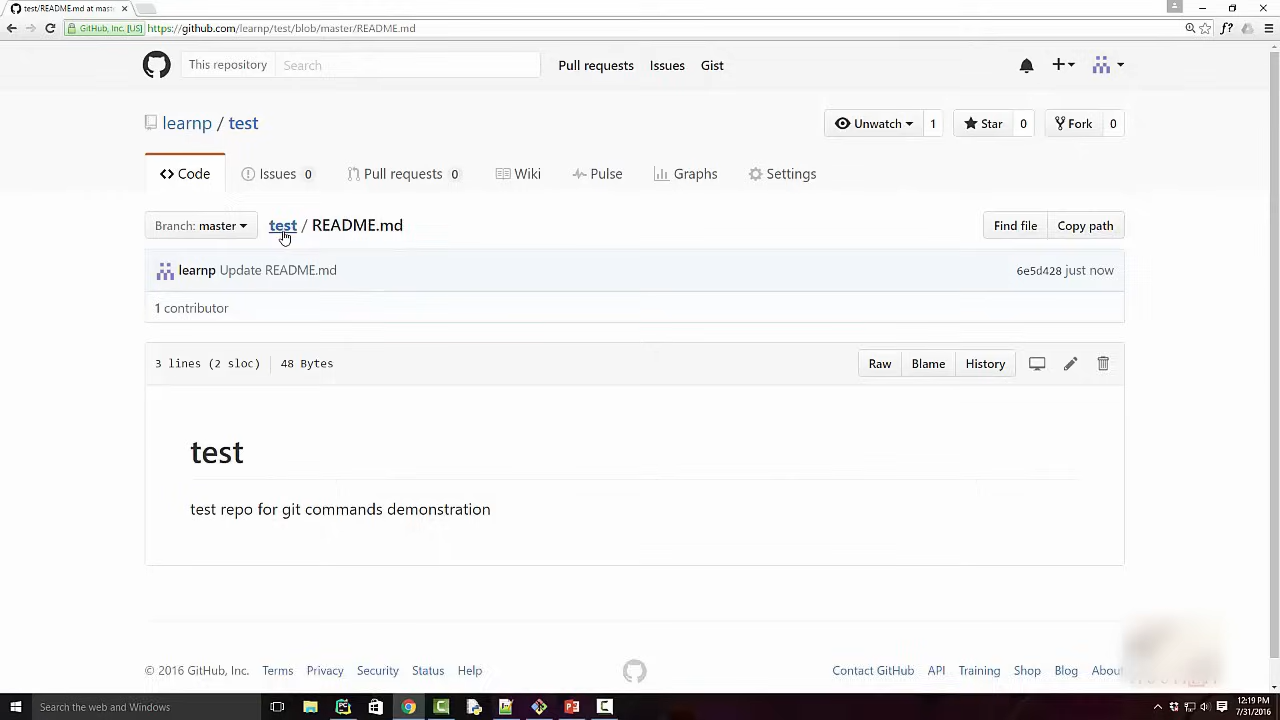 test/README.md at mast
GitHub, Inc. [US] https://github.com/learnp/test/blob/master/README.md
This repository Search Pull requests Issues Gist
learnp / test Unwatch 1 Star 0 Fork 0
Code Issues 0 Pull requests 0 Wiki Pulse Graphs Settings
Branch: master test / README.md Find file Copy path
learnp Update README.md 6e5d428 just now
1 contributor
3 lines (2 sloc) 48 Bytes Raw Blame History
test
test repo for git commands demonstration
© 2016 GitHub, Inc. Terms Privacy Security Status Help Contact GitHub API Training Shop Blog About
Search the web and Windows 12:19 PM
7/31/2016